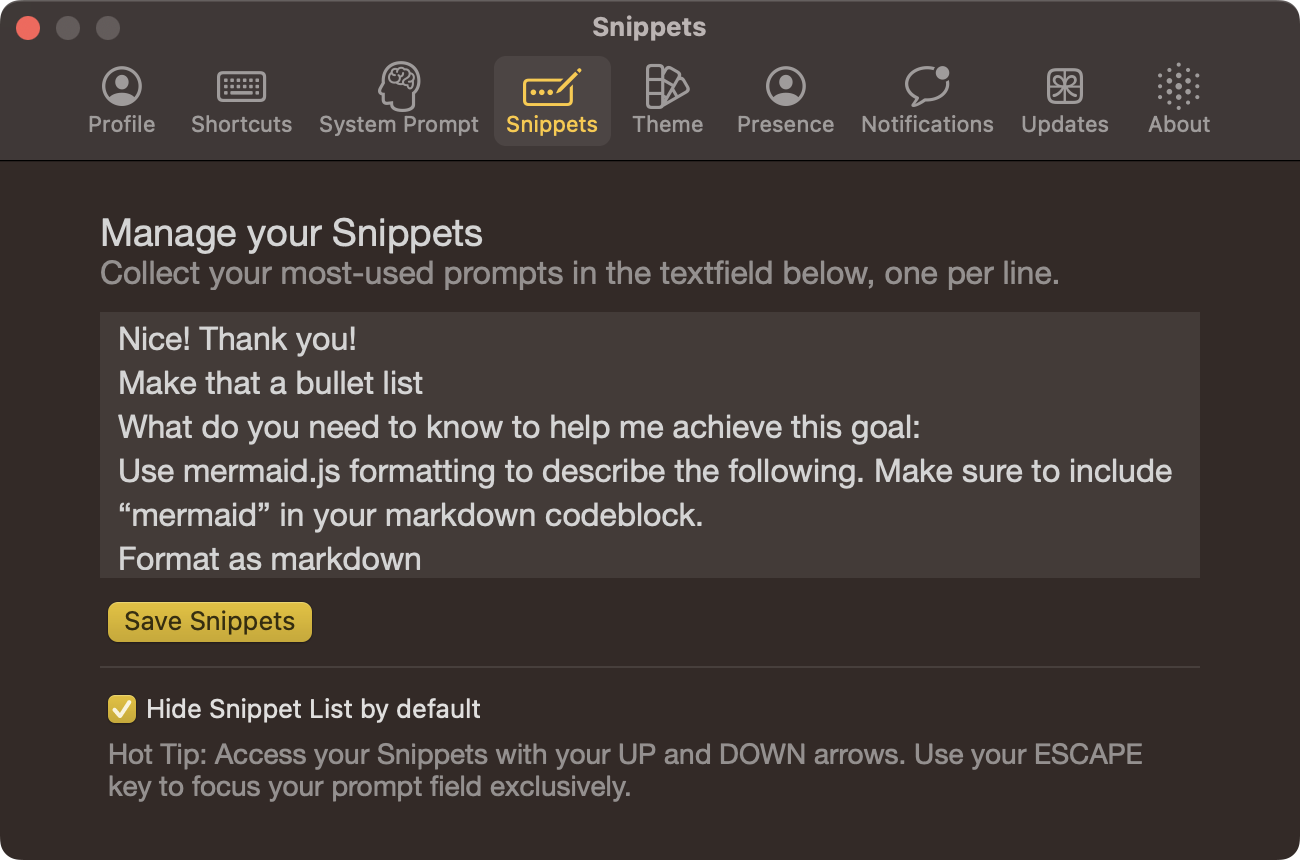 Snippets
Profile
Shortcuts
System Prompt
Snippets
Theme
Presence
Notifications
Updates
About
Manage your Snippets
Collect your most-used prompts in the textfield below, one per line.
Nice! Thank you!
Make that a bullet list
What do you need to know to help me achieve this goal:
Use mermaid.js formatting to describe the following. Make sure to include
“mermaid” in your markdown codeblock.
Format as markdown
Save Snippets
Hide Snippet List by default
Hot Tip: Access your Snippets with your UP and DOWN arrows. Use your ESCAPE
key to focus your prompt field exclusively.